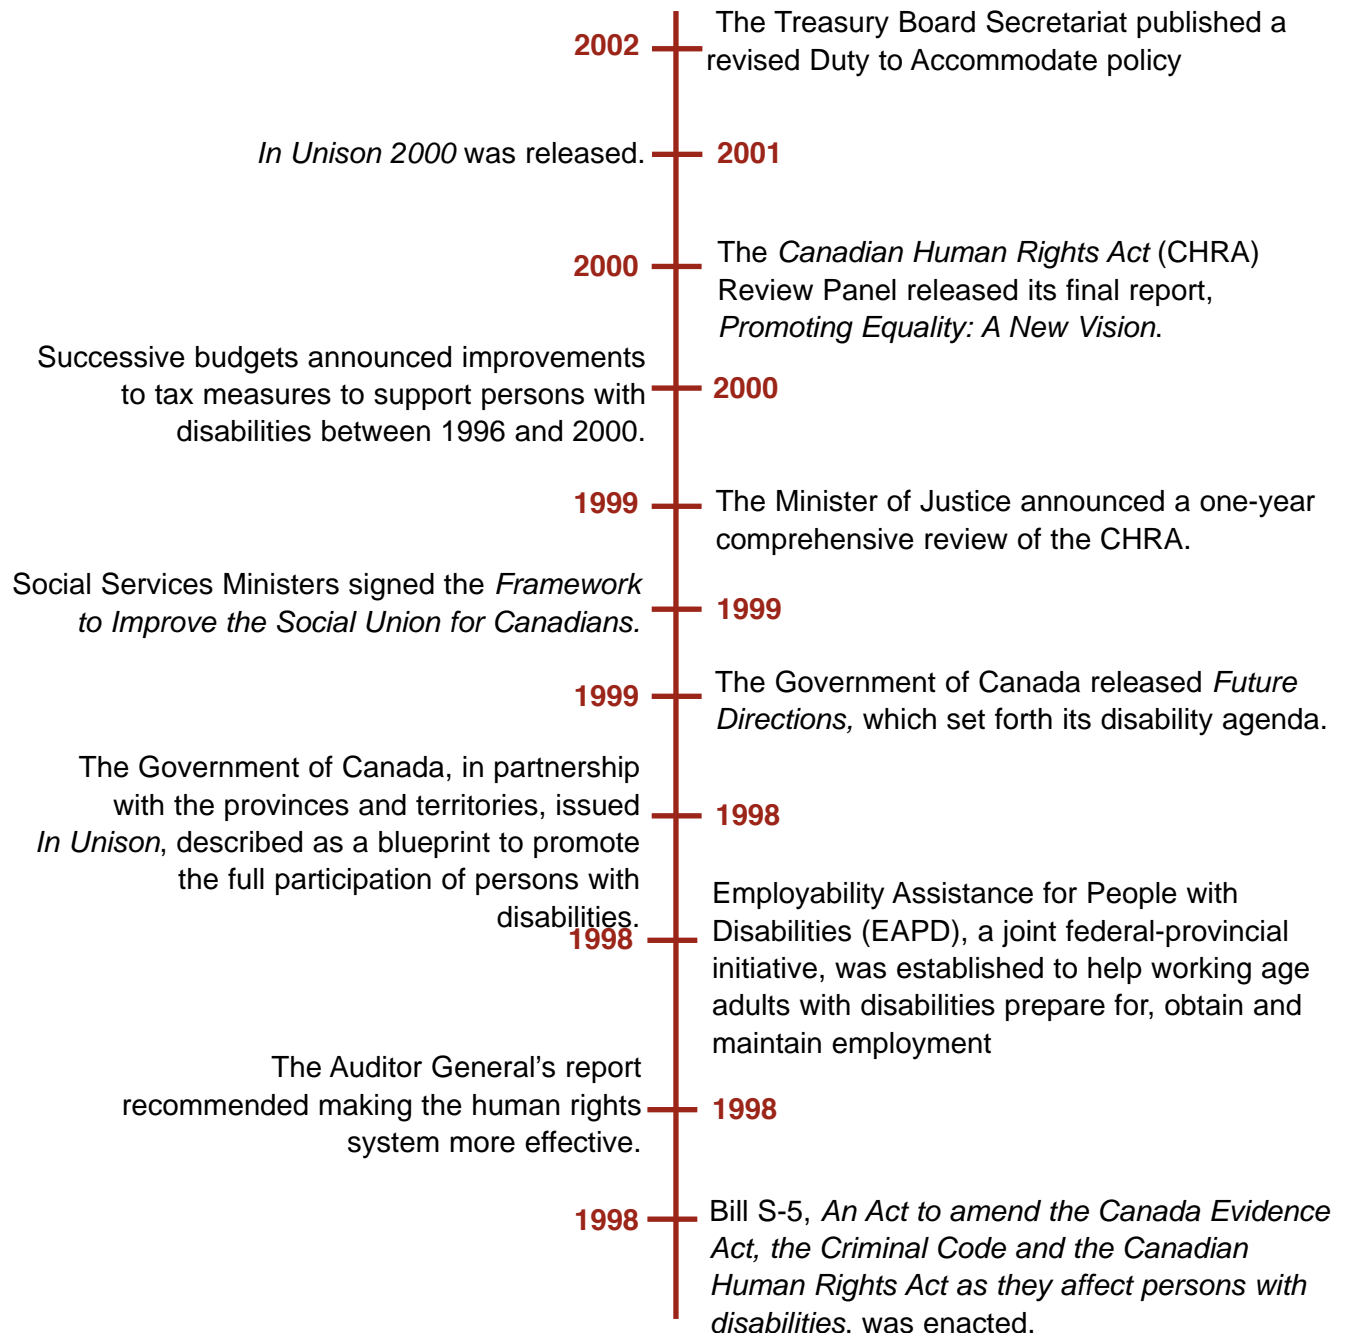 2002
The Treasury Board Secretariat published a
revised Duty to Accommodate policy
In Unison 2000 was released.
2001
2000
The Canadian Human Rights Act (CHRA)
Review Panel released its final report,
Promoting Equality: A New Vision.
Successive budgets announced improvements
to tax measures to support persons with
disabilities between 1996 and 2000.
2000
1999
The Minister of Justice announced a one-year
comprehensive review of the CHRA.
Social Services Ministers signed the Framework
to Improve the Social Union for Canadians.
1999
1999
The Government of Canada released Future
Directions, which set forth its disability agenda.
The Government of Canada, in partnership
with the provinces and territories, issued
In Unison, described as a blueprint to promote
the full participation of persons with
disabilities.
1998
1998
Employability Assistance for People with
Disabilities (EAPD), a joint federal-provincial
initiative, was established to help working age
adults with disabilities prepare for, obtain and
maintain employment
The Auditor General’s report
recommended making the human rights
system more effective.
1998
1998
Bill S-5, An Act to amend the Canada Evidence
Act, the Criminal Code and the Canadian
Human Rights Act as they affect persons with
disabilities, was enacted.